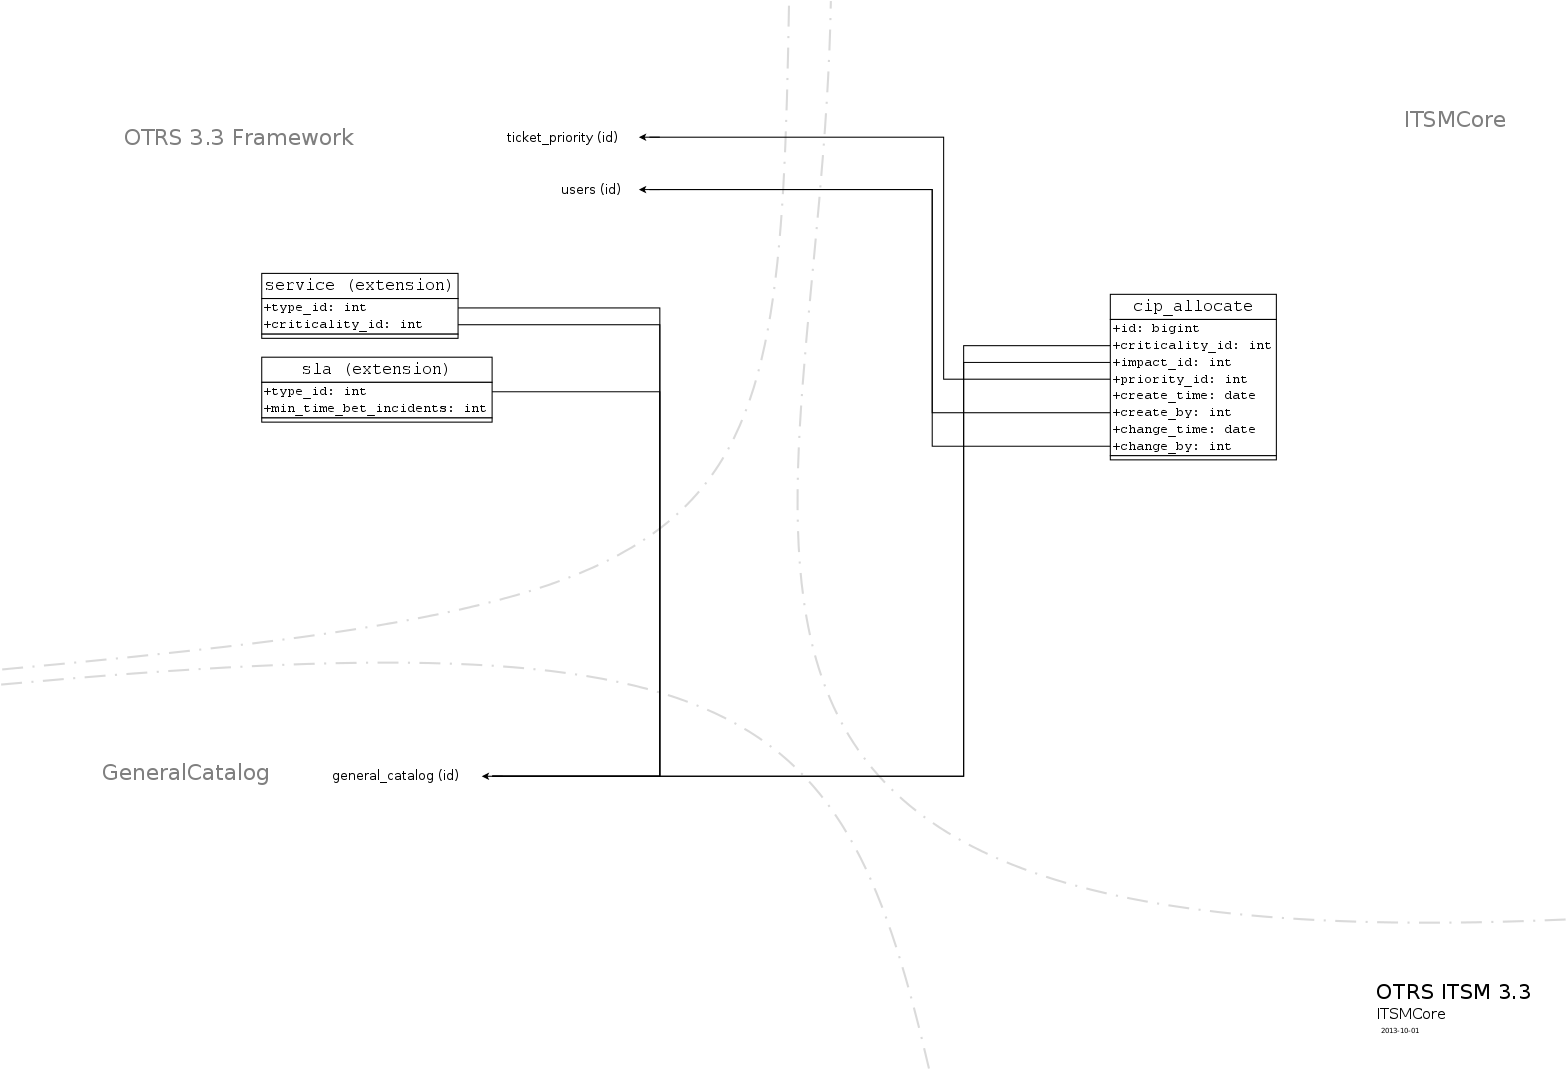 OTRS 3.3 Framework
ticket_priority (id)
users (id)
ITSMCore
service (extension)
+type_id: int
+criticality_id: int
sla (extension)
+type_id: int
+min_time_bet_incidents: int
cip_allocate
+id: bigint
+criticality_id: int
+impact_id: int
+priority_id: int
+create_time: date
+create_by: int
+change_time: date
+change_by: int
GeneralCatalog
general_catalog (id)
OTRS ITSM 3.3
ITSMCore
2013-10-01